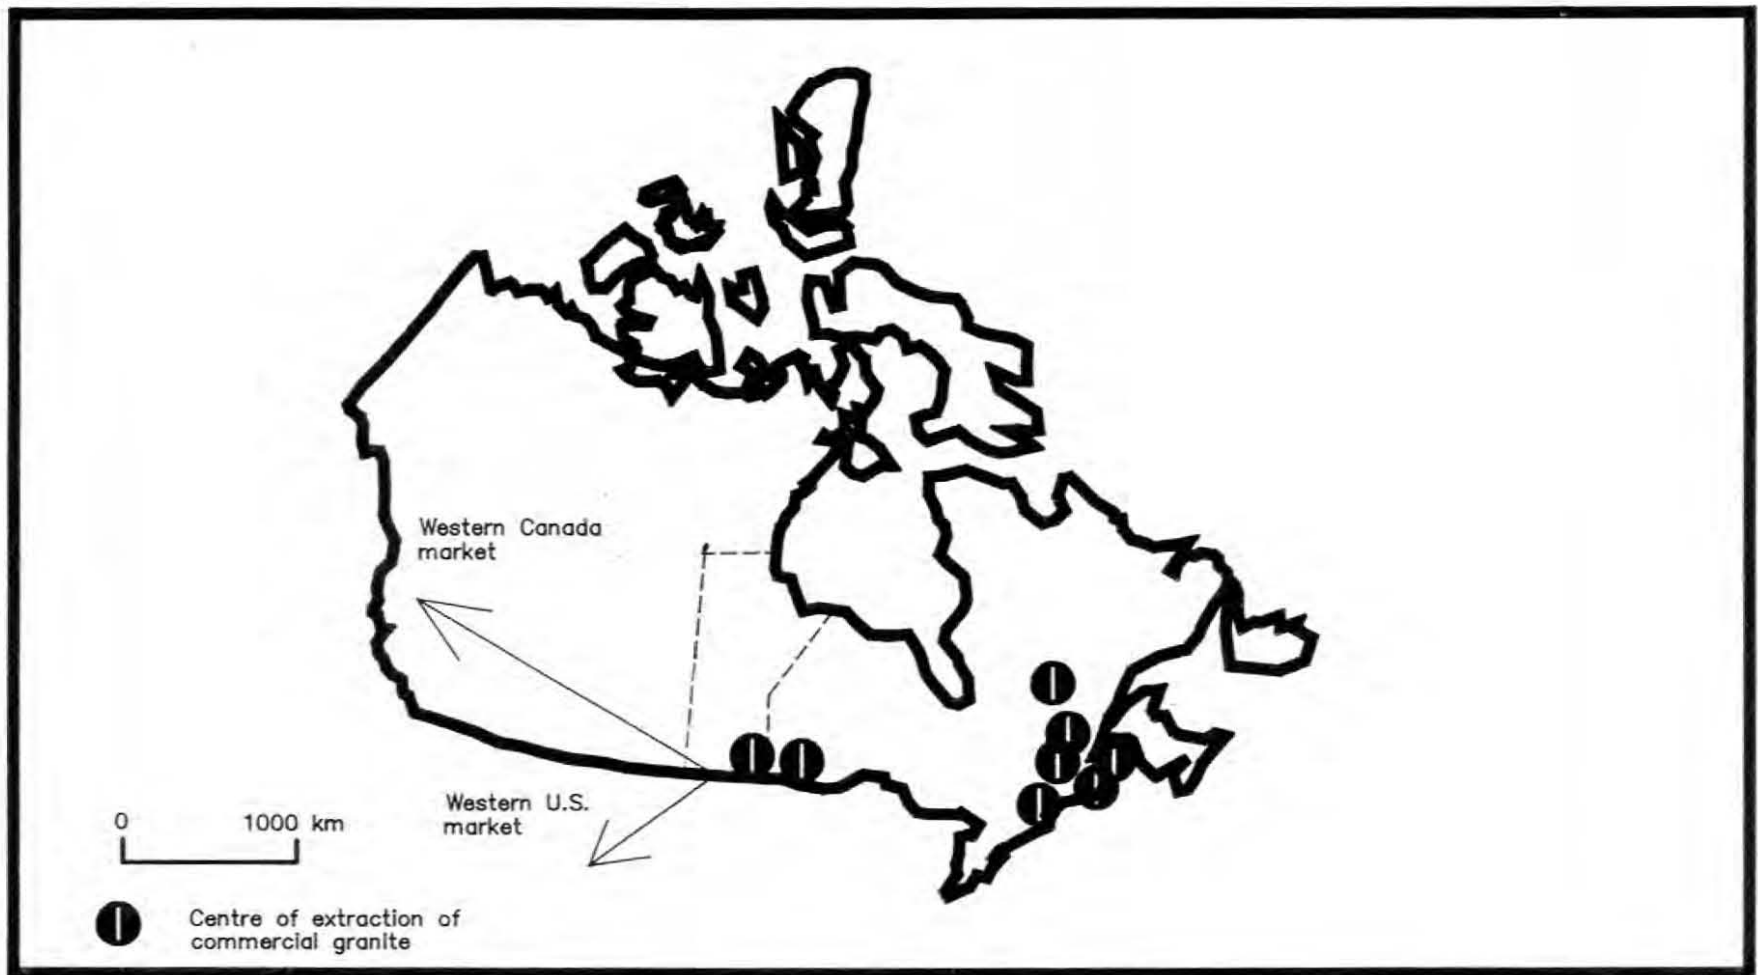 Western Canada
market
Western U.S.
market
0 1000 km
Centre of extraction of
commercial granite